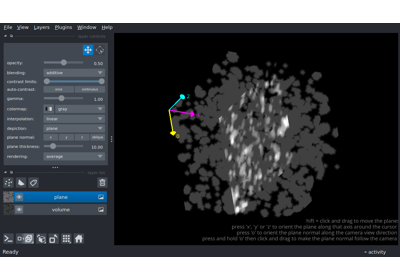 File View Layers Plugins Window Help
layer controls
opacity: 0.50
blending: additive
contrast limits:
auto-contrast: once continuous
gamma: 1.00
colormap: gray
interpolation: linear
depiction: plane
plane normal: x y z oblique
plane thickness: 10.00
rendering: average
layer list
plane
volume
shift + click and drag to move the plane
press 'x', 'y' or 'z' to orient the plane along that axis around the cursor
press 'o' to orient the plane normal along the camera view direction
press and hold 'o' then click and drag to make the plane normal follow the camera
Ready
activity